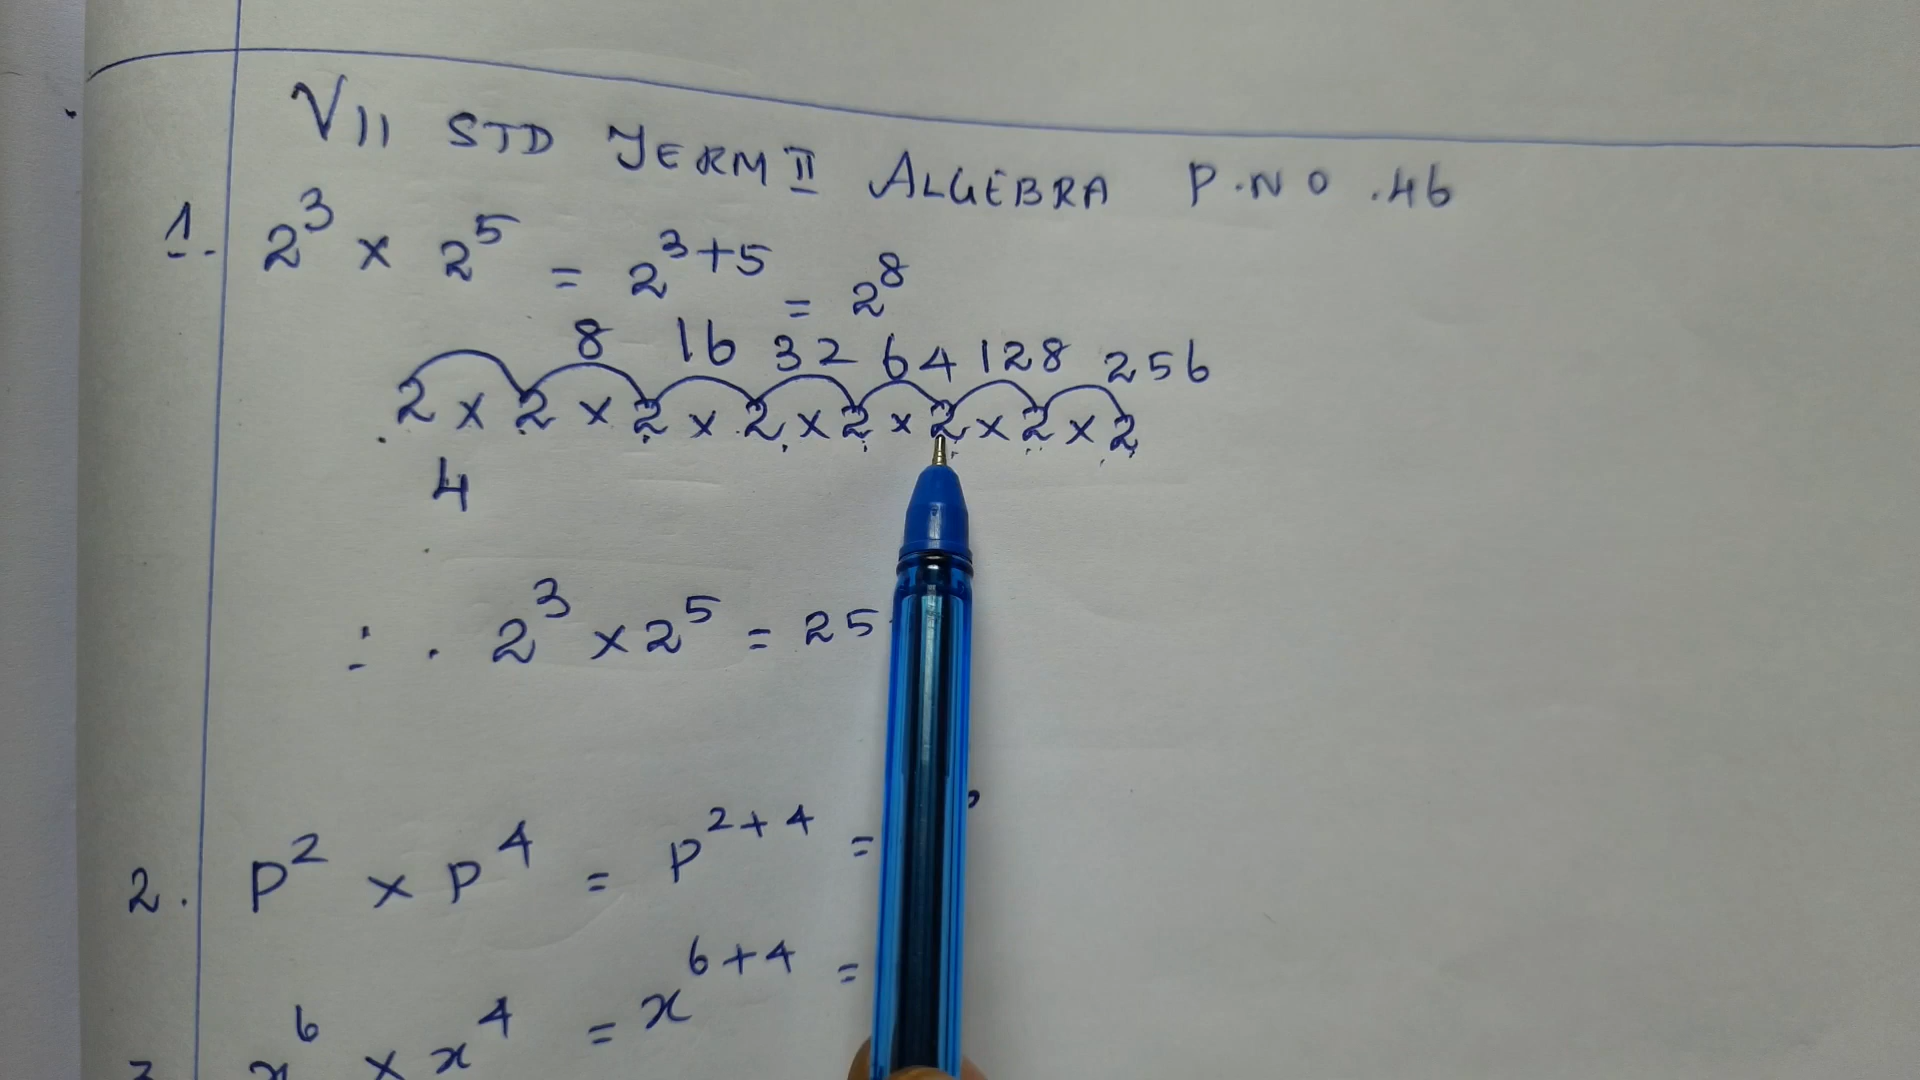 VII STD TERM II ALGEBRA P.NO.46
1. 2³ × 2⁵ = 2³⁺⁵ = 2⁸
8 16 32 64 128 256
2 × 2 × 2 × 2 × 2 × 2 × 2 × 2
4
∴ 2³ × 2⁵ = 25
2. P² × P⁴ = P²⁺⁴ =
x⁶ × x⁴ = x⁶⁺⁴ =